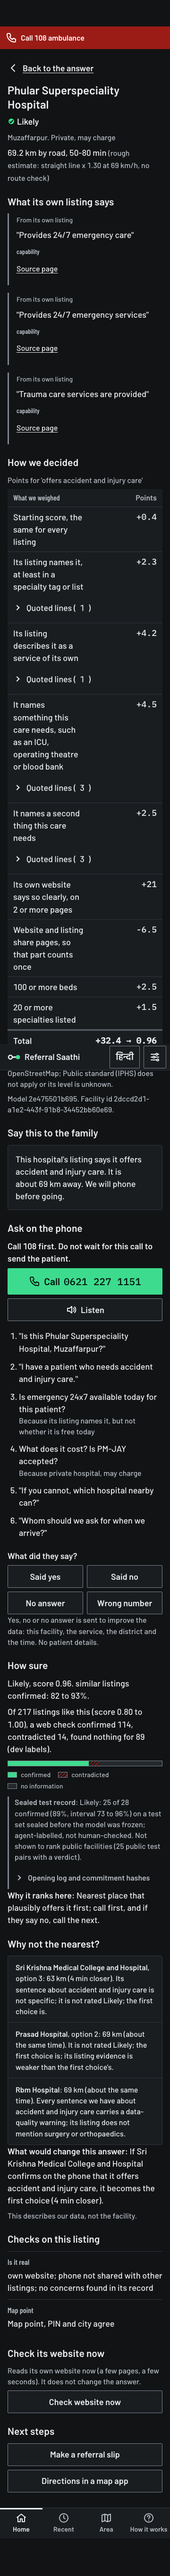 Call 108 ambulance
Back to the answer
Phular Superspeciality
Hospital
Likely
Muzaffarpur. Private, may charge
69.2 km by road, 50-80 min (rough
estimate: straight line x 1.30 at 69 km/h, no
route check)
What its own listing says
From its own listing
"Provides 24/7 emergency care"
capability
Source page
From its own listing
"Provides 24/7 emergency services"
capability
Source page
From its own listing
"Trauma care services are provided"
capability
Source page
How we decided
Points for 'offers accident and injury care'
What we weighed Points
Starting score, the +0.4
same for every
listing
Its listing names it, +2.3
at least in a
specialty tag or list
Quoted lines ( 1 )
Its listing +4.2
describes it as a
service of its own
Quoted lines ( 1 )
It names +4.5
something this
care needs, such
as an ICU,
operating theatre
or blood bank
Quoted lines ( 3 )
It names a second +2.5
thing this care
needs
Quoted lines ( 3 )
Its own website +21
says so clearly, on
2 or more pages
Website and listing -6.5
share pages, so
that part counts
once
100 or more beds +2.5
20 or more +1.5
specialties listed
Total +32.4 → 0.96
Referral Saathi हिन्दी
OpenStreetMap; Public standard (IPHS) does
not apply or its level is unknown.
Model 2e475501b695. Facility id 2dccd2d1-
a1e2-443f-91b8-34452bb60e69.
Say this to the family
This hospital's listing says it offers
accident and injury care. It is
about 69 km away. We will phone
before going.
Ask on the phone
Call 108 first. Do not wait for this call to
send the patient.
Call 0621 227 1151
Listen
1. "Is this Phular Superspeciality
Hospital, Muzaffarpur?"
2. "I have a patient who needs accident
and injury care."
3. Is emergency 24x7 available today for
this patient?
Because its listing names it, but not
whether it is free today
4. What does it cost? Is PM-JAY
accepted?
Because private hospital, may charge
5. "If you cannot, which hospital nearby
can?"
6. "Whom should we ask for when we
arrive?"
What did they say?
Said yes Said no
No answer Wrong number
Yes, no or no answer is sent to improve the
data: this facility, the service, the district and
the time. No patient details.
How sure
Likely, score 0.96. similar listings
confirmed: 82 to 93%.
Of 217 listings like this (score 0.80 to
1.00), a web check confirmed 114,
contradicted 14, found nothing for 89
(dev labels).
confirmed contradicted
no information
Sealed test record: Likely: 25 of 28
confirmed (89%, interval 73 to 96%) on a test
set sealed before the model was frozen;
agent-labelled, not human-checked. Not
shown to rank public facilities (25 public test
pairs with a verdict).
Opening log and commitment hashes
Why it ranks here: Nearest place that
plausibly offers it first; call first, and if
they say no, call the next.
Why not the nearest?
Sri Krishna Medical College and Hospital,
option 3: 63 km (4 min closer). Its
sentence about accident and injury care is
not specific; it is not rated Likely; the first
choice is.
Prasad Hospital, option 2: 69 km (about the
same time). It is not rated Likely; the
first choice is; its listing evidence is
weaker than the first choice's.
Rbm Hospital: 69 km (about the same
time). Every sentence we have about
accident and injury care carries a data-
quality warning; its listing does not
mention surgery or orthopaedics.
What would change this answer: If Sri
Krishna Medical College and Hospital
confirms on the phone that it offers
accident and injury care, it becomes the
first choice (4 min closer).
This describes our data, not the facility.
Checks on this listing
Is it real
own website; phone not shared with other
listings; no concerns found in its record
Map point
Map point, PIN and city agree
Check its website now
Reads its own website now (a few pages, a few
seconds). It does not change the answer.
Check website now
Next steps
Make a referral slip
Directions in a map app
Home Recent Area How it works